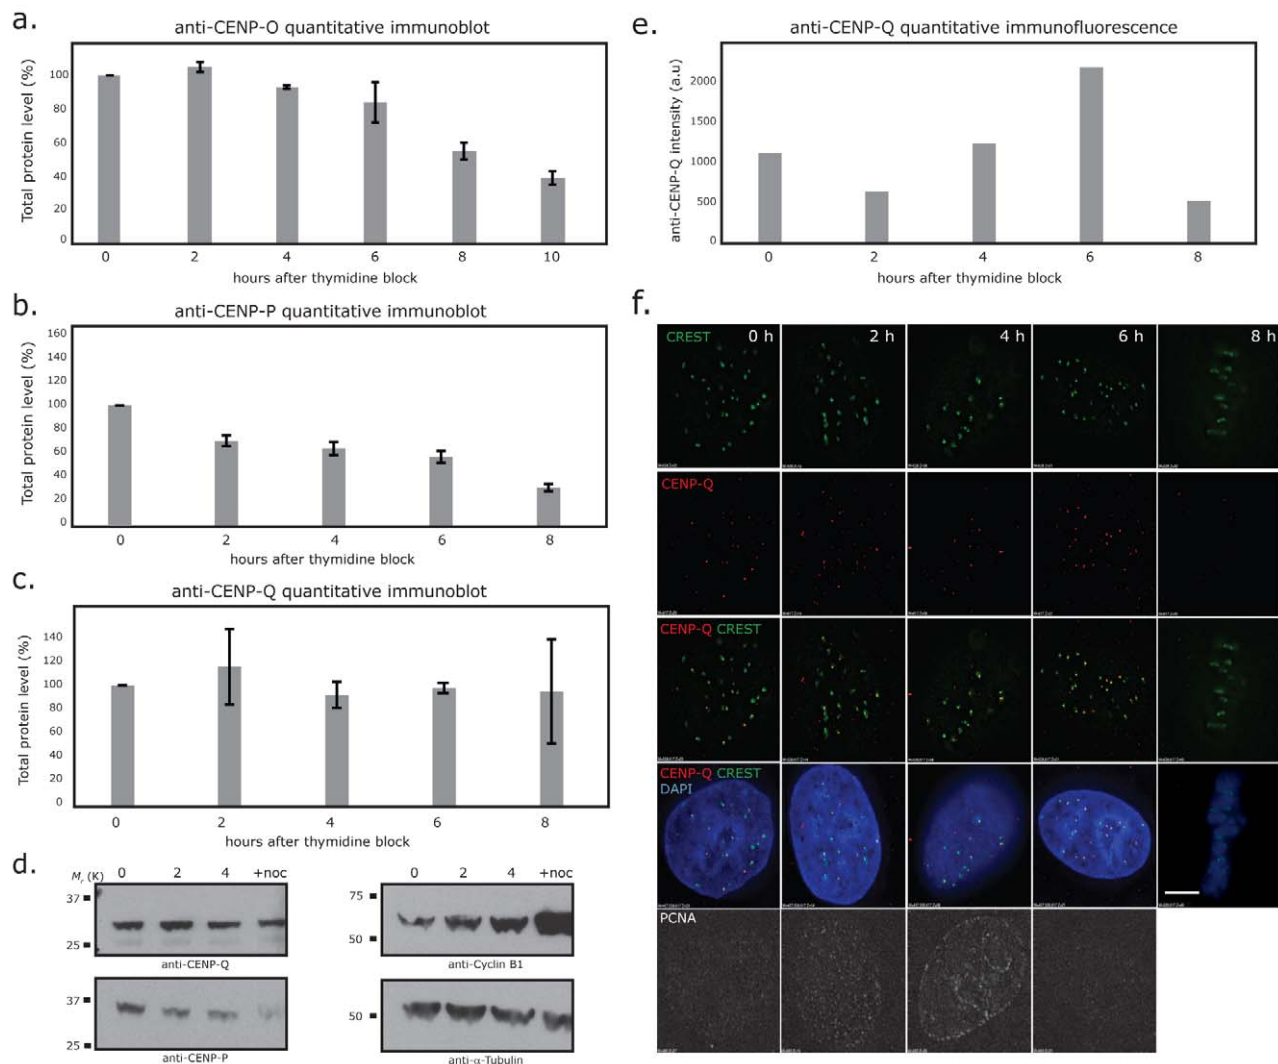 a.
anti-CENP-O quantitative immunoblot
Total protein level (%)
100
80
60
40
20
0
0 2 4 6 8 10
hours after thymidine block
b.
anti-CENP-P quantitative immunoblot
Total protein level (%)
160
140
120
100
80
60
40
20
0
0 2 4 6 8
hours after thymidine block
c.
anti-CENP-Q quantitative immunoblot
Total protein level (%)
140
120
100
80
60
40
20
0
0 2 4 6 8
hours after thymidine block
d.
Mr (K) 0 2 4 +noc
37
25
anti-CENP-Q
37
25
anti-CENP-P
0 2 4 +noc
75
50
anti-Cyclin B1
50
anti-α-Tubulin
e.
anti-CENP-Q quantitative immunofluorescence
anti-CENP-Q intensity (a.u)
2000
1500
1000
500
0
0 2 4 6 8
hours after thymidine block
f.
CREST 0 h 2 h 4 h 6 h 8 h
CENP-Q
CENP-Q CREST
CENP-Q CREST
DAPI
PCNA